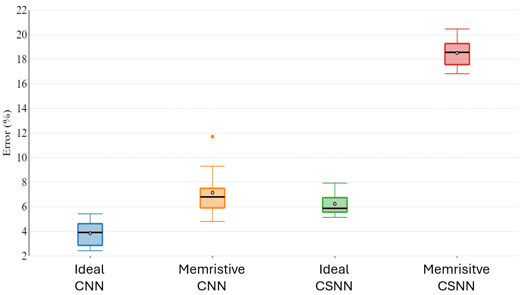 22
20
18
16
14
12
10
8
6
4
2
Error (%)
Ideal
CNN
Memristive
CNN
Ideal
CSNN
Memrisitve
CSNN